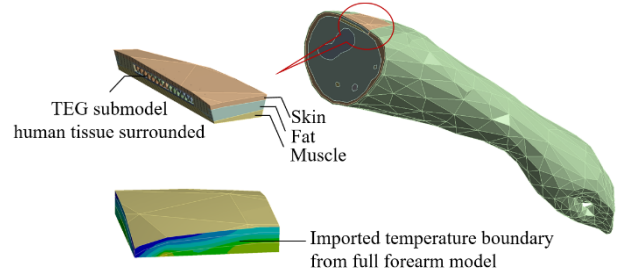 TEG submodel
human tissue surrounded
Skin
Fat
Muscle
Imported temperature boundary
from full forearm model